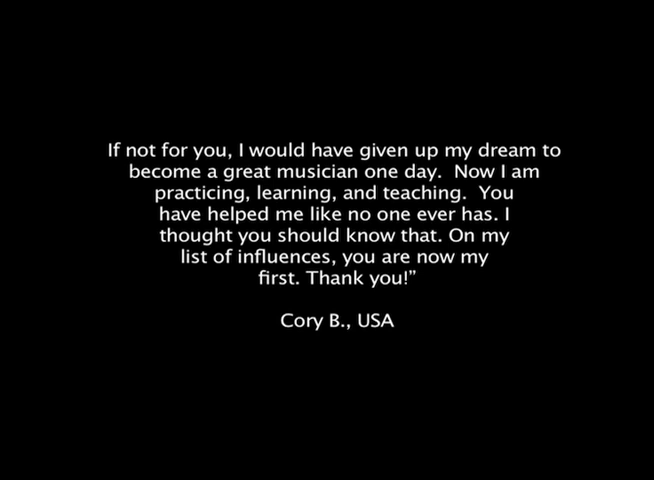 If not for you, I would have given up my dream to
become a great musician one day.  Now I am
practicing, learning, and teaching.  You
have helped me like no one ever has. I
thought you should know that. On my
list of influences, you are now my
first. Thank you!”
Cory B., USA